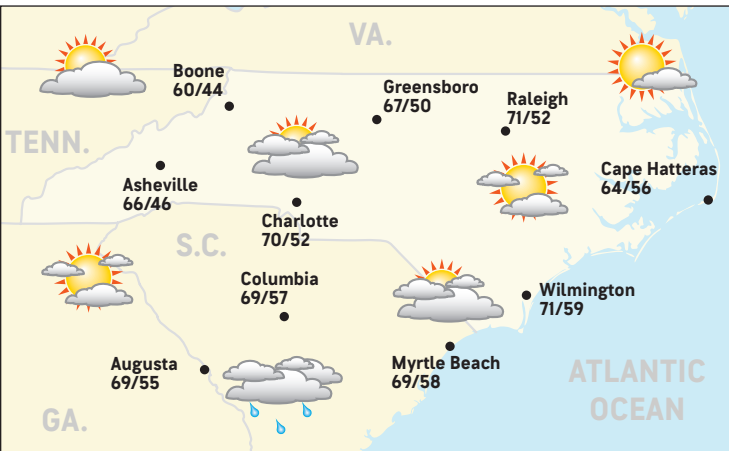 VA.
Boone
60/44
Greensboro
67/50
Raleigh
71/52
TENN.
Asheville
66/46
Cape Hatteras
64/56
Charlotte
70/52
S.C.
Columbia
69/57
Wilmington
71/59
Augusta
69/55
Myrtle Beach
69/58
ATLANTIC
OCEAN
GA.